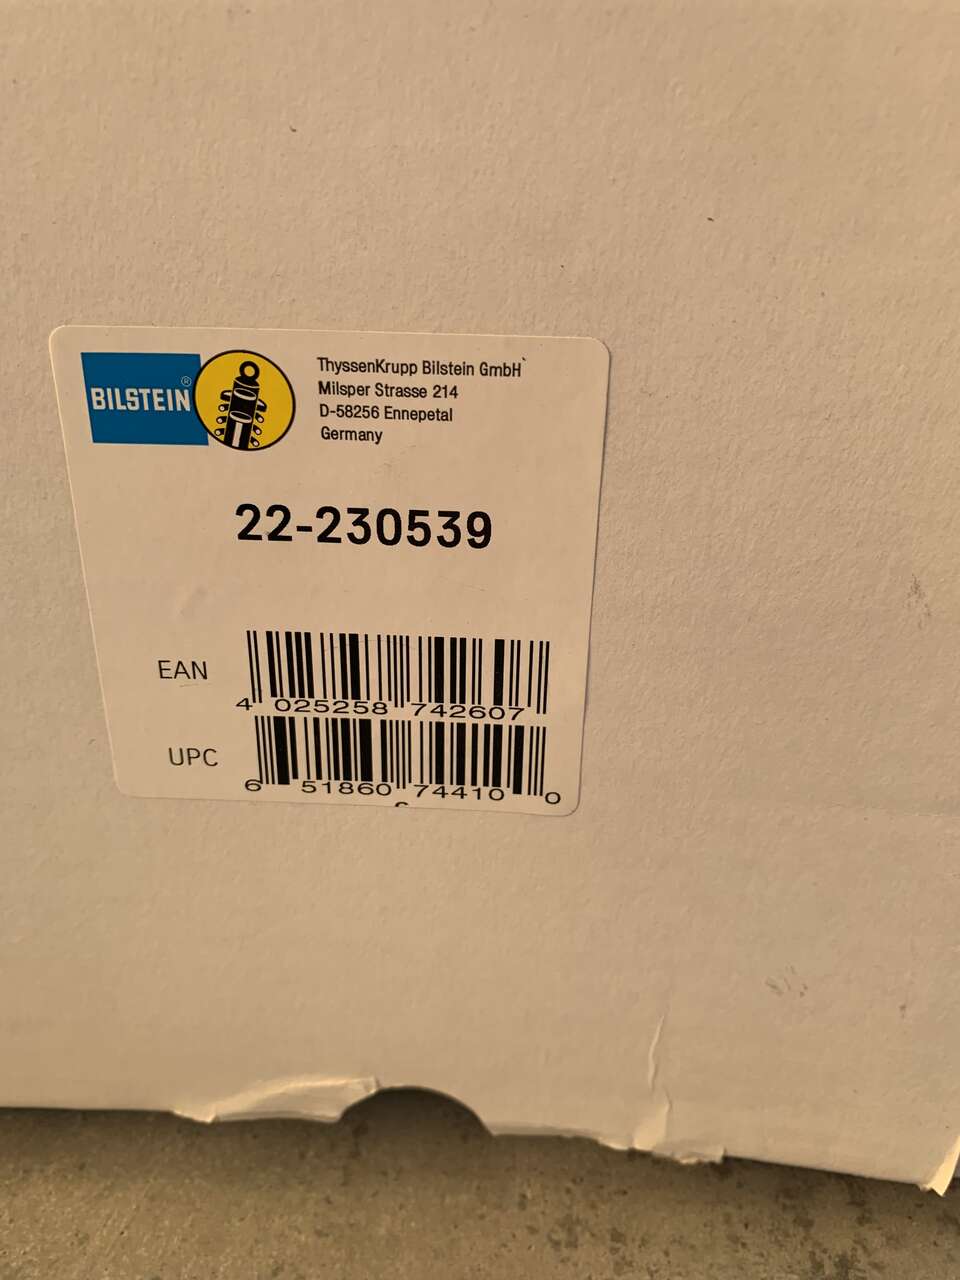 BILSTEIN®
ThyssenKrupp Bilstein GmbH
Milsper Strasse 214
D-58256 Ennepetal
Germany
22-230539
EAN
4 025258 742607
UPC
6 51860 74410 0